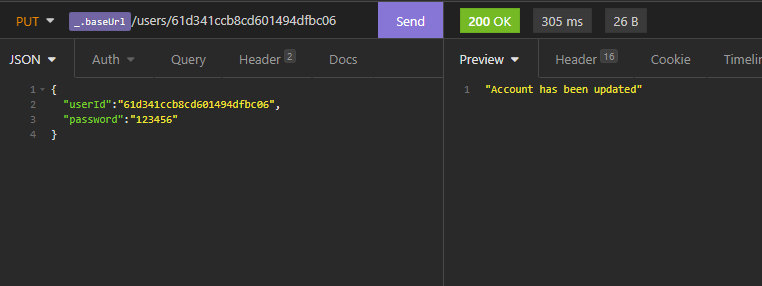 PUT _.baseUrl /users/61d341ccb8cd601494dfbc06 Send 200 OK 305 ms 26 B
JSON Auth Query Header 2 Docs Preview Header 16 Cookie Timelin
1 {
2 "userId":"61d341ccb8cd601494dfbc06",
3 "password":"123456"
4 }
1 "Account has been updated"